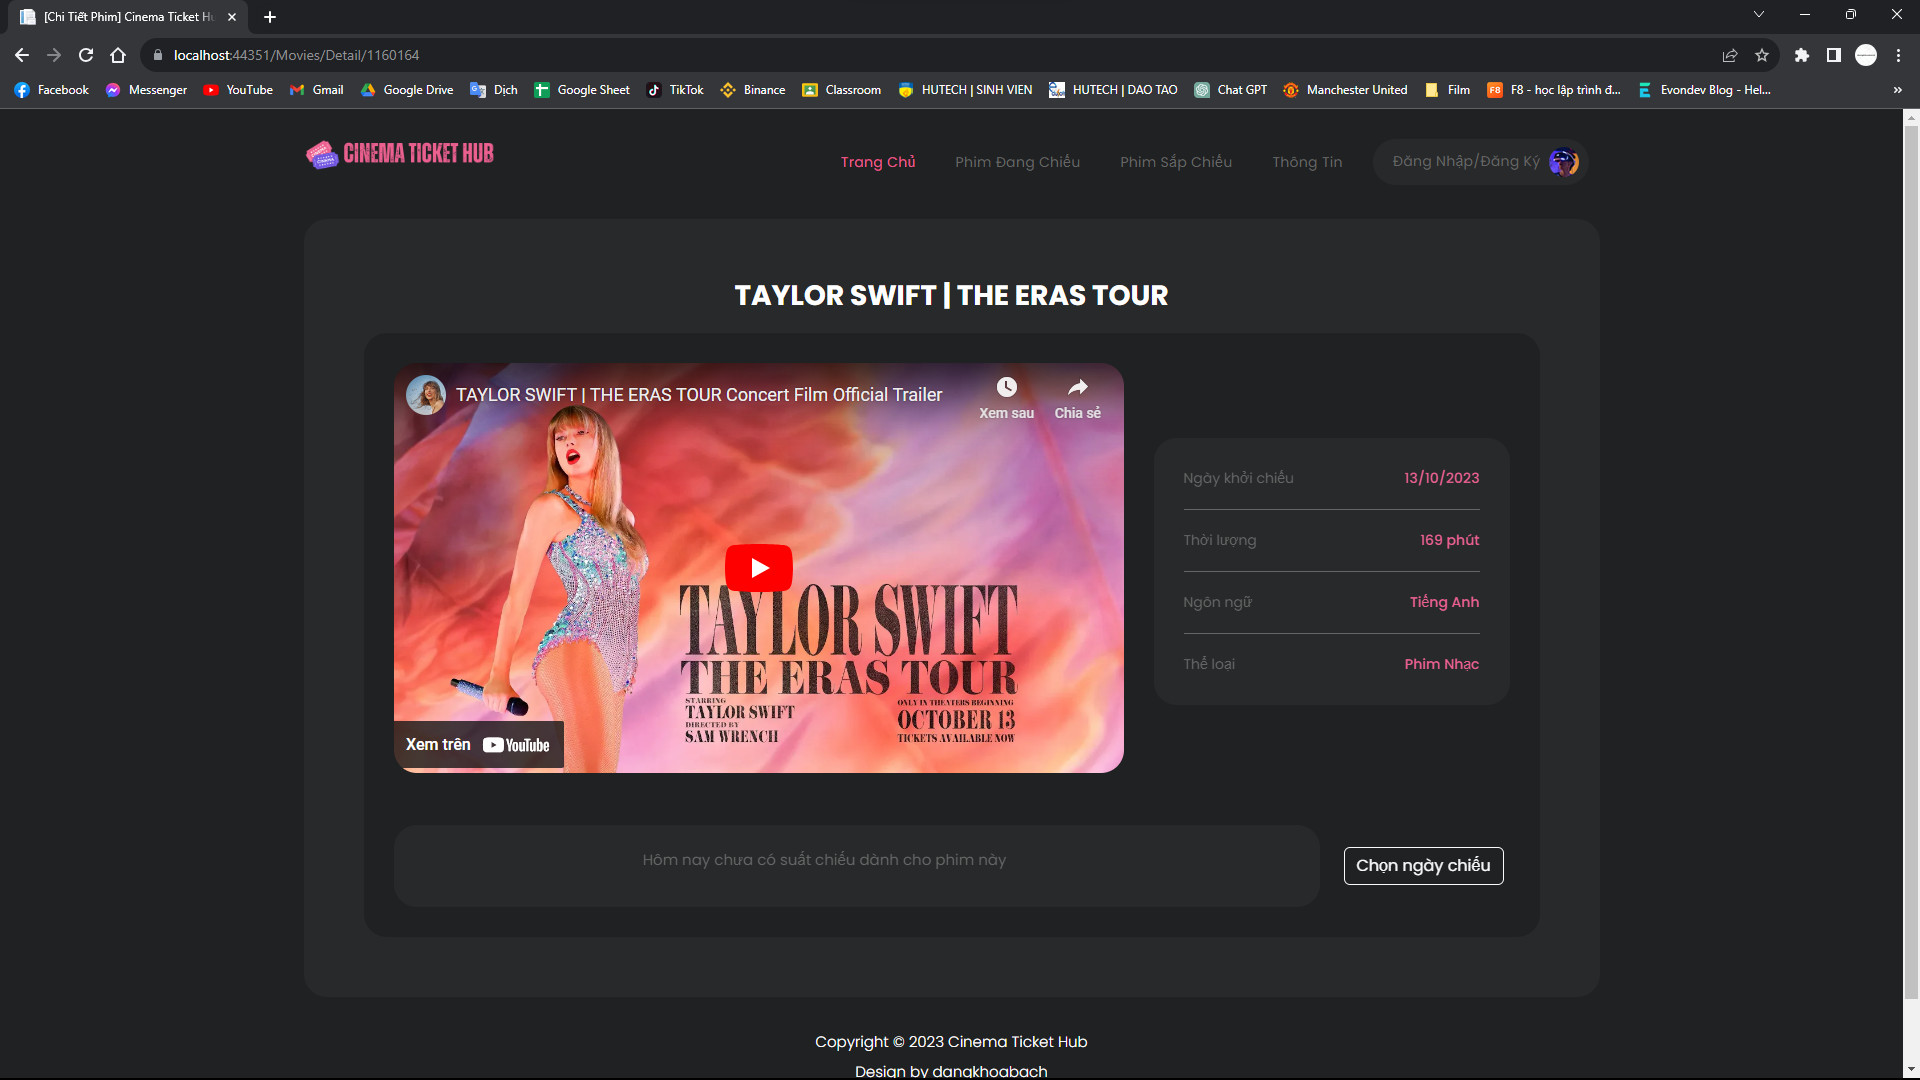 [Chi Tiết Phim] Cinema Ticket Hu
localhost:44351/Movies/Detail/1160164
Facebook Messenger YouTube Gmail Google Drive Dịch Google Sheet TikTok Binance Classroom HUTECH | SINH VIEN HUTECH | DAO TAO Chat GPT Manchester United Film F8 F8 - học lập trình đ... Evondev Blog - Hel...
CINEMA TICKET HUB
Trang Chủ Phim Đang Chiếu Phim Sắp Chiếu Thông Tin Đăng Nhập/Đăng Ký
TAYLOR SWIFT | THE ERAS TOUR
TAYLOR SWIFT | THE ERAS TOUR Concert Film Official Trailer
Xem sau Chia sẻ
TAYLOR SWIFT
THE ERAS TOUR
STARRING
TAYLOR SWIFT
DIRECTED BY
SAM WRENCH
ONLY IN THEATERS BEGINNING
OCTOBER 13
TICKETS AVAILABLE NOW
Xem trên YouTube
Ngày khởi chiếu 13/10/2023
Thời lượng 169 phút
Ngôn ngữ Tiếng Anh
Thể loại Phim Nhạc
Hôm nay chưa có suất chiếu dành cho phim này
Chọn ngày chiếu
Copyright © 2023 Cinema Ticket Hub
Design by dangkhoabach